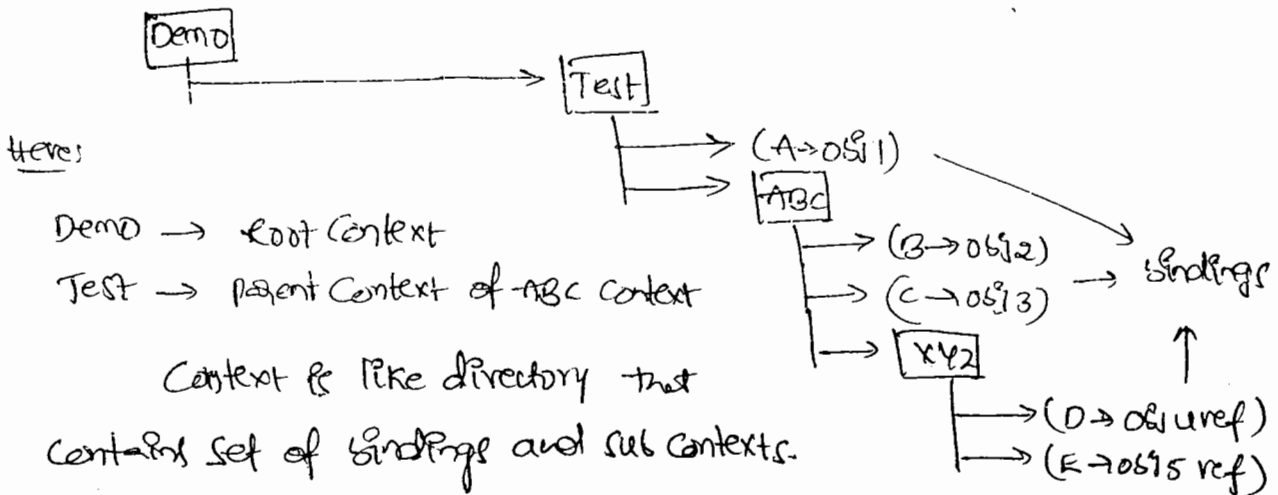 Demo
Test
Here:
(A→obj1)
ABC
Demo → Root Context
(B→obj2)
bindings
Test → parent Context of ABC Context
(C→obj3) →
XYZ
Context is like directory that
(D→obj4 ref)
contains set of bindings and sub contexts.
(E→obj5 ref)